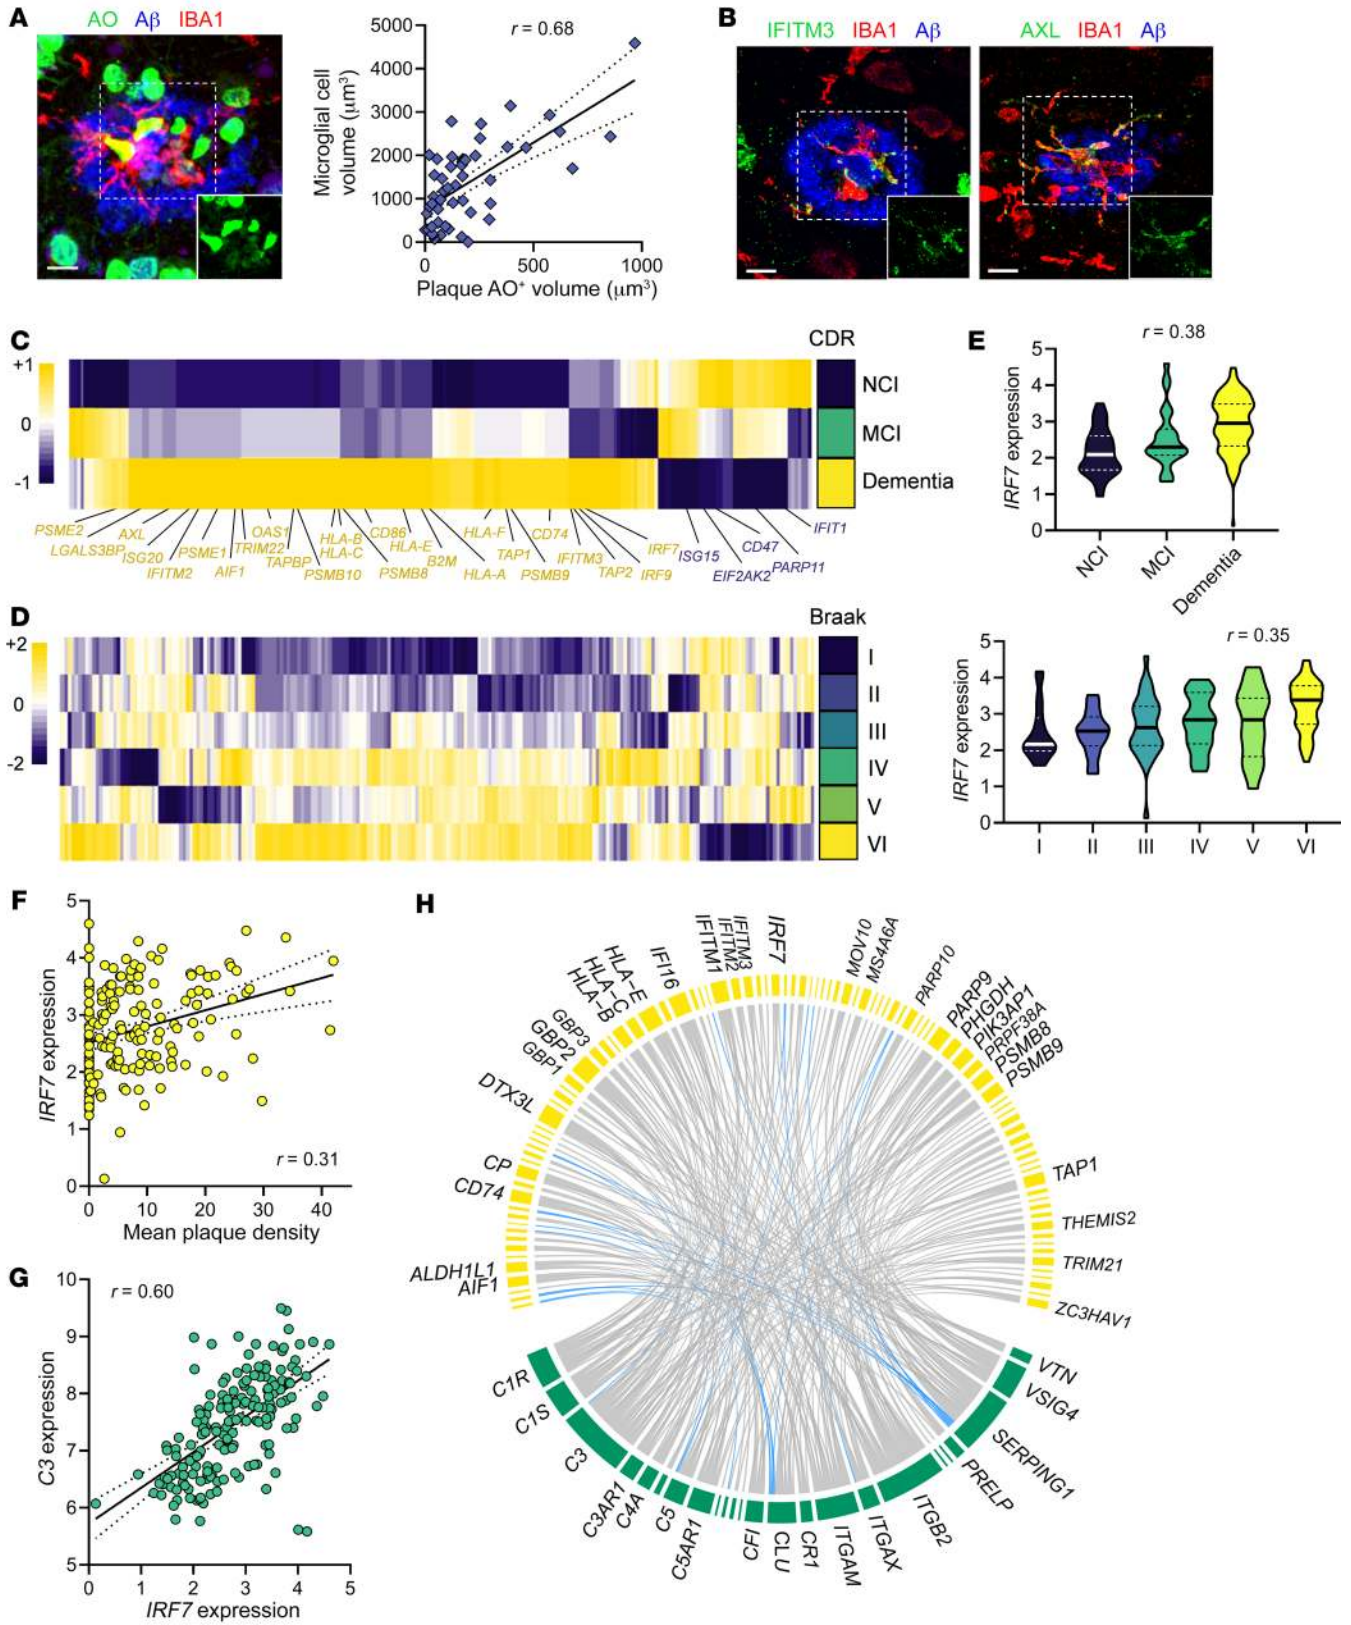 A
AO Aβ IBA1
r = 0.68
Microglial cell
volume (μm³)
5000
4000
3000
2000
1000
0
0 500 1000
Plaque AO⁺ volume (μm³)
B
IFITM3 IBA1 Aβ
AXL IBA1 Aβ
C
+1
0
-1
CDR
NCI
MCI
Dementia
PSME2
LGALS3BP
AXL
ISG20
IFITM2
PSME1
AIF1
TRIM22
OAS1
TAPBP
PSMB10
HLA-B
HLA-C
CD86
PSMB8
HLA-E
B2M
HLA-A
HLA-F
TAP1
PSMB9
CD74
IFITM3
TAP2
IRF9
IRF7
ISG15
EIF2AK2
CD47
PARP11
IFIT1
D
+2
0
-2
Braak
I
II
III
IV
V
VI
E
r = 0.38
IRF7 expression
5
4
3
2
1
0
NCI
MCI
Dementia
r = 0.35
IRF7 expression
5
4
3
2
1
0
I II III IV V VI
F
IRF7 expression
5
4
3
2
1
0
r = 0.31
0 10 20 30 40
Mean plaque density
G
C3 expression
10
9
8
7
6
5
r = 0.60
0 1 2 3 4 5
IRF7 expression
H
AIF1
ALDH1L1
CD74
CP
DTX3L
GBP1
GBP2
GBP3
HLA-B
HLA-C
HLA-E
IFI16
IFITM1
IFITM2
IFITM3
IRF7
MOV10
MS4A6A
PARP10
PARP9
PHGDH
PIK3AP1
PRPF38A
PSMB8
PSMB9
TAP1
THEMIS2
TRIM21
ZC3HAV1
VTN
VSIG4
SERPING1
PRELP
ITGB2
ITGAX
ITGAM
CR1
CLU
CFI
C5AR1
C5
C4A
C3AR1
C3
C1S
C1R